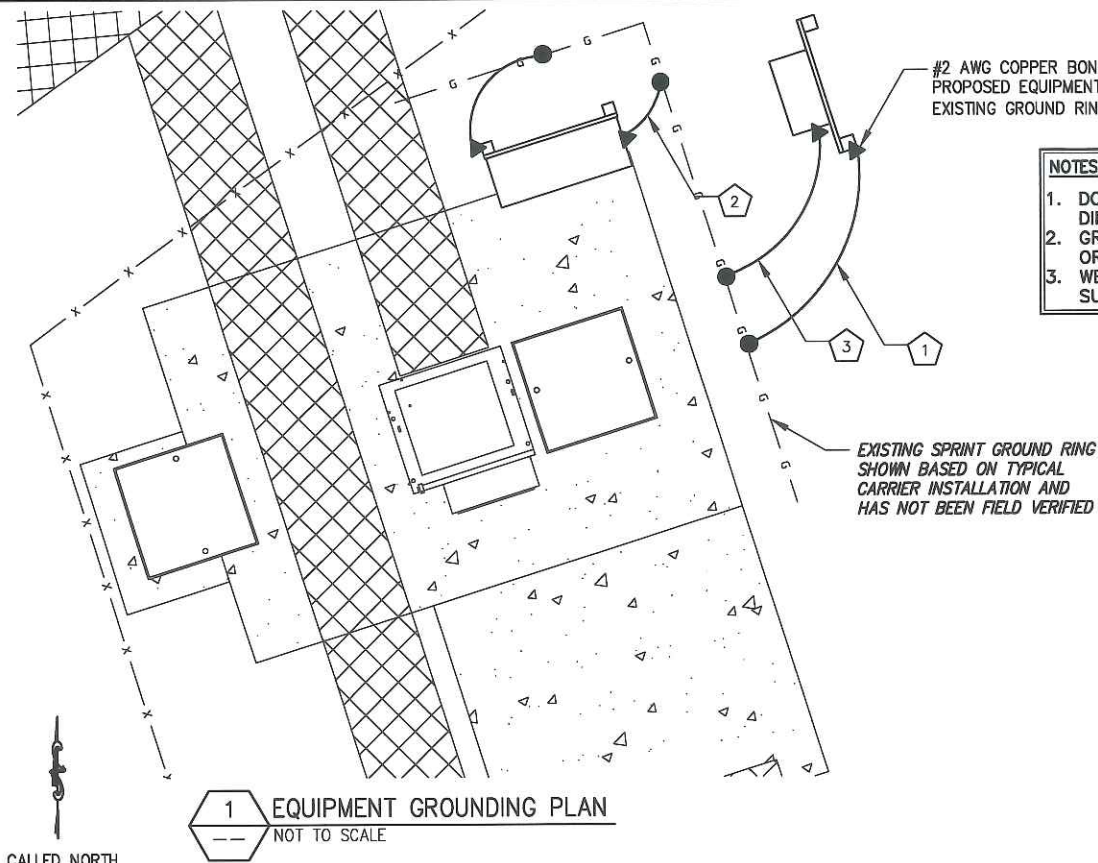 #2 AWG COPPER BON
PROPOSED EQUIPMENT
EXISTING GROUND RIN
NOTES
1. DO
DI
2. GR
OR
3. WE
SU
X
X
X
X
X
X
X
X
X
X
X
G
G
G
G
G
G
G
G
G
G
G
2
3
1
EXISTING SPRINT GROUND RING
SHOWN BASED ON TYPICAL
CARRIER INSTALLATION AND
HAS NOT BEEN FIELD VERIFIED
1 EQUIPMENT GROUNDING PLAN
-- NOT TO SCALE
CALLED NORTH